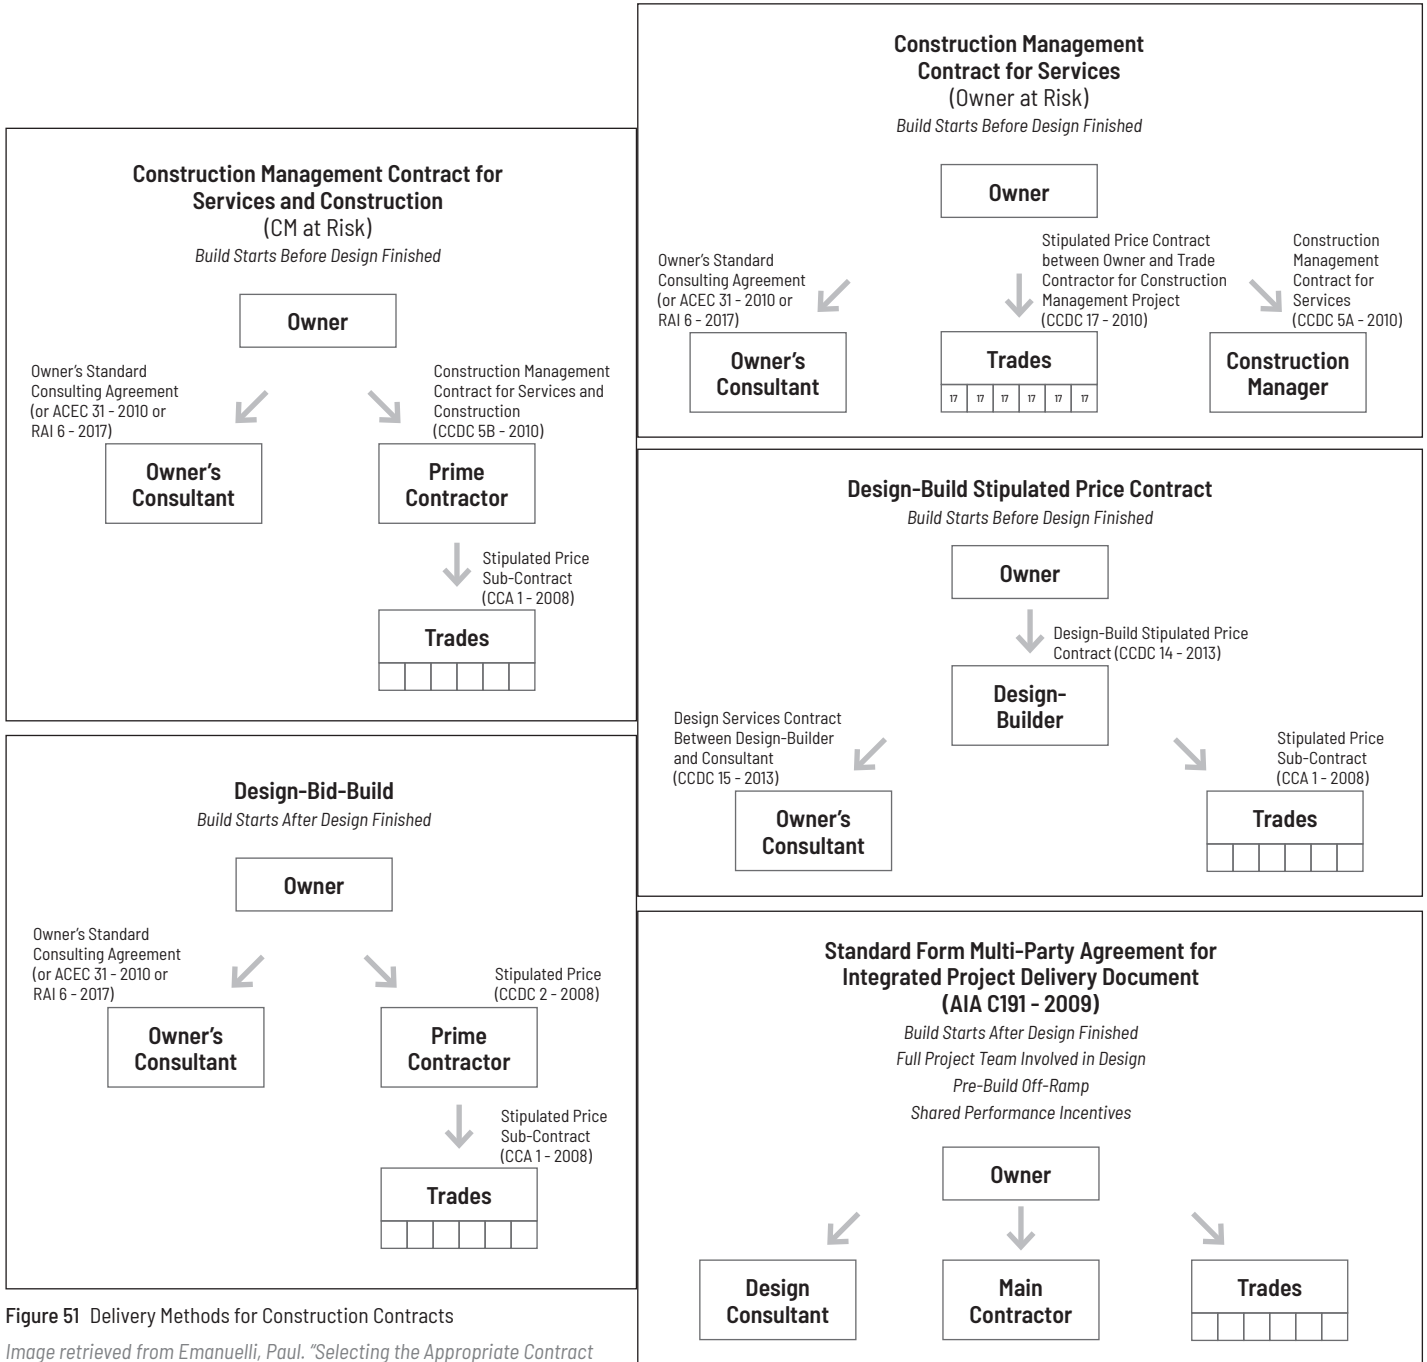 Construction Management Contract for
Services and Construction
(CM at Risk)
Build Starts Before Design Finished
Owner
Owner's Standard
Consulting Agreement
(or ACEC 31 - 2010 or
RAI 6 - 2017)
Construction Management
Contract for Services and
Construction
(CCDC 5B - 2010)
Owner's
Consultant
Prime
Contractor
Stipulated Price
Sub-Contract
(CCA 1 - 2008)
Trades
Design-Bid-Build
Build Starts After Design Finished
Owner
Owner's Standard
Consulting Agreement
(or ACEC 31 - 2010 or
RAI 6 - 2017)
Stipulated Price
(CCDC 2 - 2008)
Owner's
Consultant
Prime
Contractor
Stipulated Price
Sub-Contract
(CCA 1 - 2008)
Trades
Figure 51 Delivery Methods for Construction Contracts
Image retrieved from Emanuelli, Paul. "Selecting the Appropriate Contract
Construction Management
Contract for Services
(Owner at Risk)
Build Starts Before Design Finished
Owner
Owner's Standard
Consulting Agreement
(or ACEC 31 - 2010 or
RAI 6 - 2017)
Stipulated Price Contract
between Owner and Trade
Contractor for Construction
Management Project
(CCDC 17 - 2010)
Construction
Management
Contract for
Services
(CCDC 5A - 2010)
Owner's
Consultant
Trades
17 17 17 17 17 17
Construction
Manager
Design-Build Stipulated Price Contract
Build Starts Before Design Finished
Owner
Design-Build Stipulated Price
Contract (CCDC 14 - 2013)
Design-
Builder
Design Services Contract
Between Design-Builder
and Consultant
(CCDC 15 - 2013)
Stipulated Price
Sub-Contract
(CCA 1 - 2008)
Owner's
Consultant
Trades
Standard Form Multi-Party Agreement for
Integrated Project Delivery Document
(AIA C191 - 2009)
Build Starts After Design Finished
Full Project Team Involved in Design
Pre-Build Off-Ramp
Shared Performance Incentives
Owner
Design
Consultant
Main
Contractor
Trades